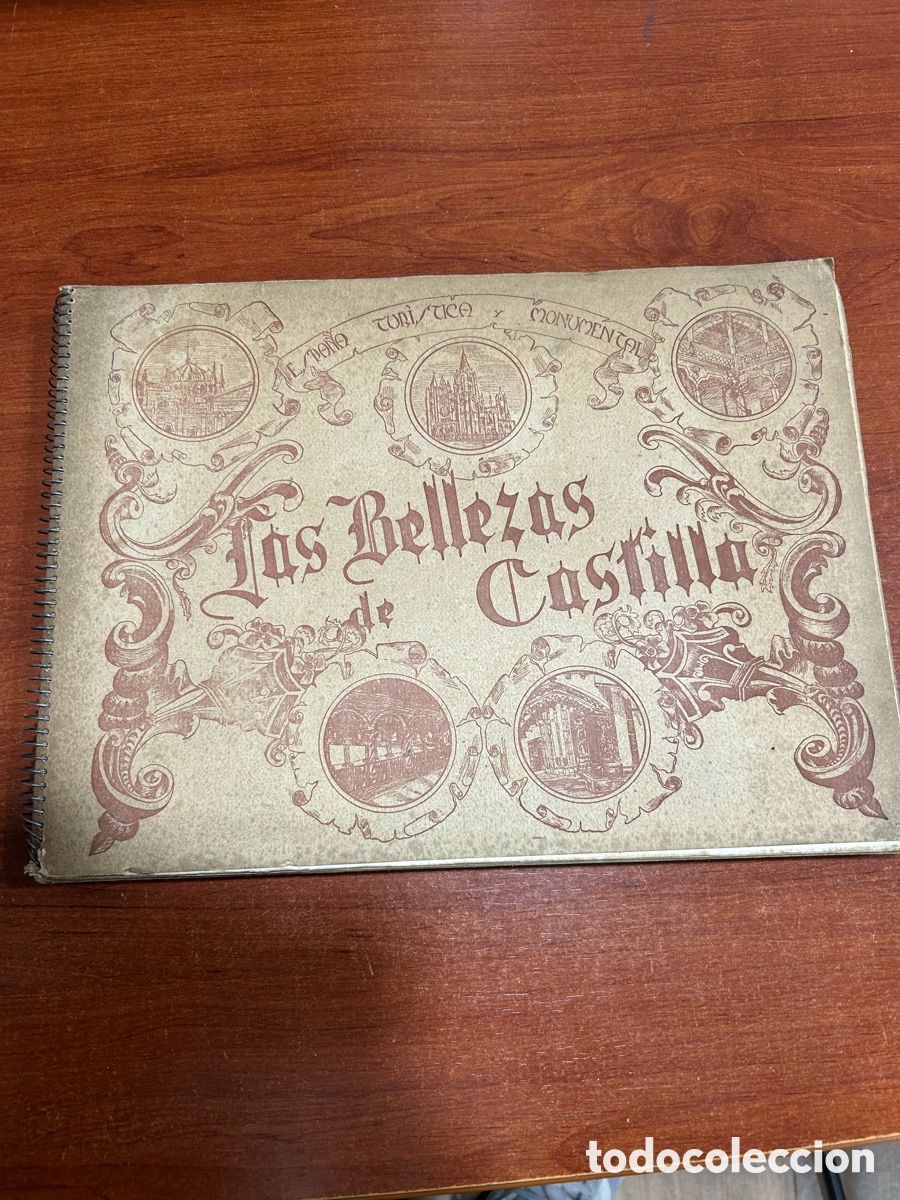 ESPAÑA TURÍSTICA Y MONUMENTAL
Las Bellezas
de Castilla
todocoleccion